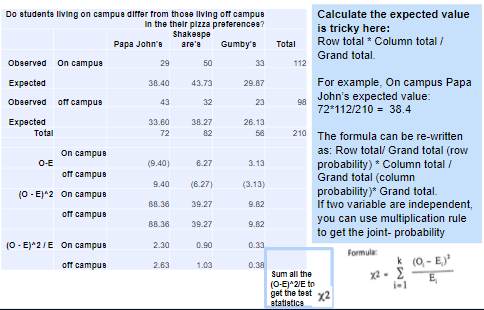 Do students living on campus differ from those living off campus
in the their pizza preferences?
Papa John's Shakespe are's Gumby's Total
Observed On campus 29 50 33 112
Expected 38.40 43.73 29.87
Observed off campus 43 32 23 98
Expected 33.60 38.27 26.13
Total 72 82 56 210
O-E On campus (9.40) 6.27 3.13
off campus 9.40 (6.27) (3.13)
(O - E)^2 On campus 88.36 39.27 9.82
off campus 88.36 39.27 9.82
(O - E)^2 / E On campus 2.30 0.90 0.33
off campus 2.63 1.03 0.38
Sum all the
(O-E)^2/E to
get the test
statistics χ2
Calculate the expected value
is tricky here:
Row total * Column total /
Grand total.
For example, On campus Papa
John's expected value:
72*112/210 = 38.4
The formula can be re-written
as: Row total/ Grand total (row
probability) * Column total /
Grand total (column
probability)* Grand total.
If two variable are independent,
you can use multiplication rule
to get the joint- probability
Formula:
χ2 = Σ (O_i - E_i)² / E_i
k
i=1